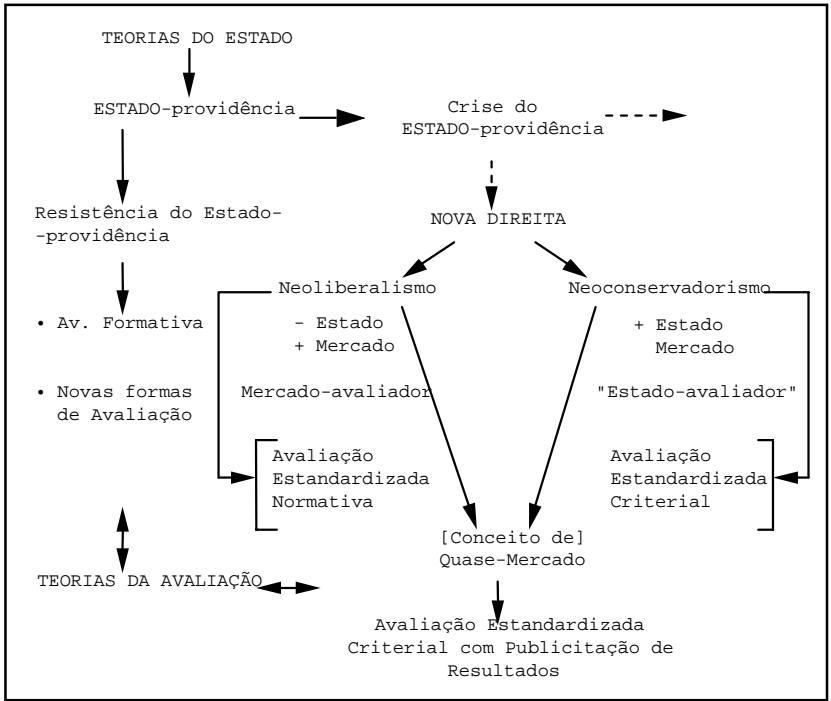 TEORIAS DO ESTADO
ESTADO-providência
Crise do
ESTADO-providência
Resistência do Estado-
-providência
NOVA DIREITA
Neoliberalismo
Neoconservadorismo
• Av. Formativa
- Estado
+ Mercado
+ Estado
Mercado
• Novas formas
de Avaliação
Mercado-avaliador
"Estado-avaliador"
Avaliação
Estandardizada
Normativa
Avaliação
Estandardizada
Criterial
[Conceito de]
Quase-Mercado
TEORIAS DA AVALIAÇÃO
Avaliação Estandardizada
Criterial com Publicitação de
Resultados